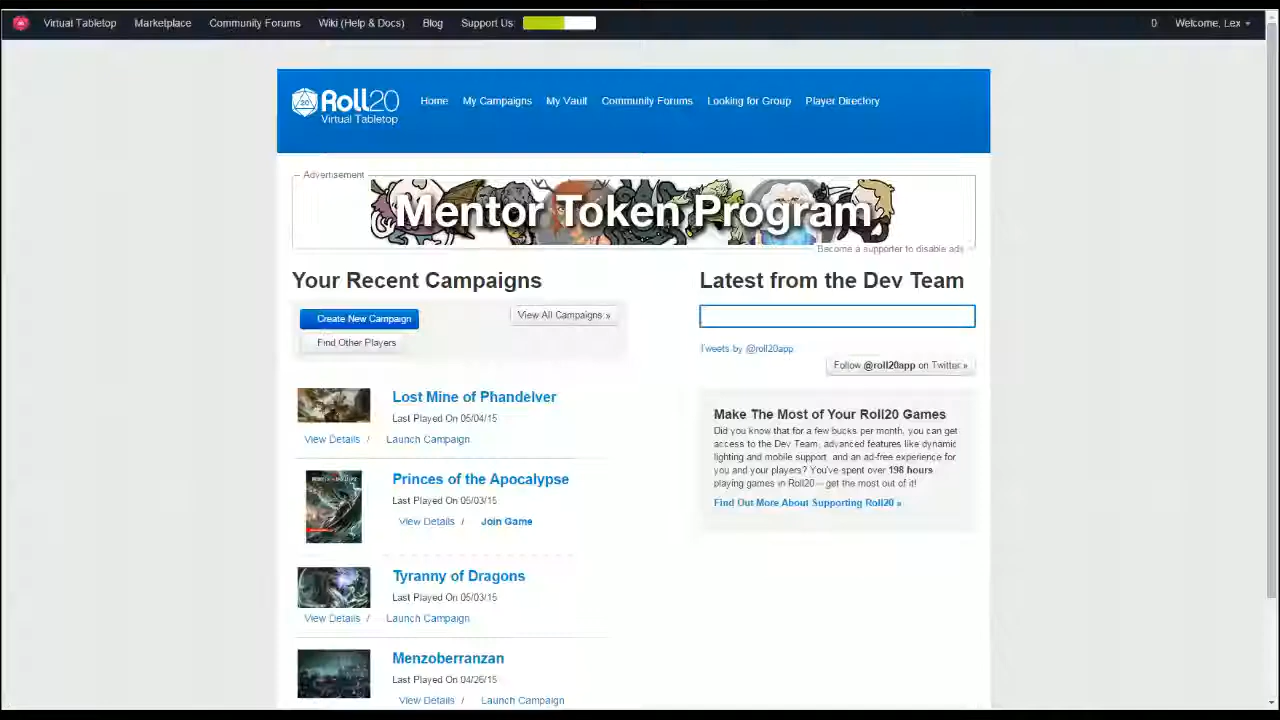 Virtual Tabletop Marketplace Community Forums Wiki (Help & Docs) Blog Support Us: 0 Welcome, Lex
Roll20
Virtual Tabletop
Home My Campaigns My Vault Community Forums Looking for Group Player Directory
Advertisement
Mentor Token Program
Become a supporter to disable ads
Your Recent Campaigns
Create New Campaign
View All Campaigns »
Find Other Players
Lost Mine of Phandelver
Last Played On 05/04/15
View Details / Launch Campaign
Princes of the Apocalypse
Last Played On 05/03/15
View Details / Join Game
Tyranny of Dragons
Last Played On 05/03/15
View Details / Launch Campaign
Menzoberranzan
Last Played On 04/26/15
View Details / Launch Campaign
Latest from the Dev Team
Tweets by @roll20app
Follow @roll20app on Twitter »
Make The Most of Your Roll20 Games
Did you know that for a few bucks per month, you can get
access to the Dev Team, advanced features like dynamic
lighting and mobile support, and an ad-free experience for
you and your players? You've spent over 198 hours
playing games in Roll20 -- get the most out of it!
Find Out More About Supporting Roll20 »